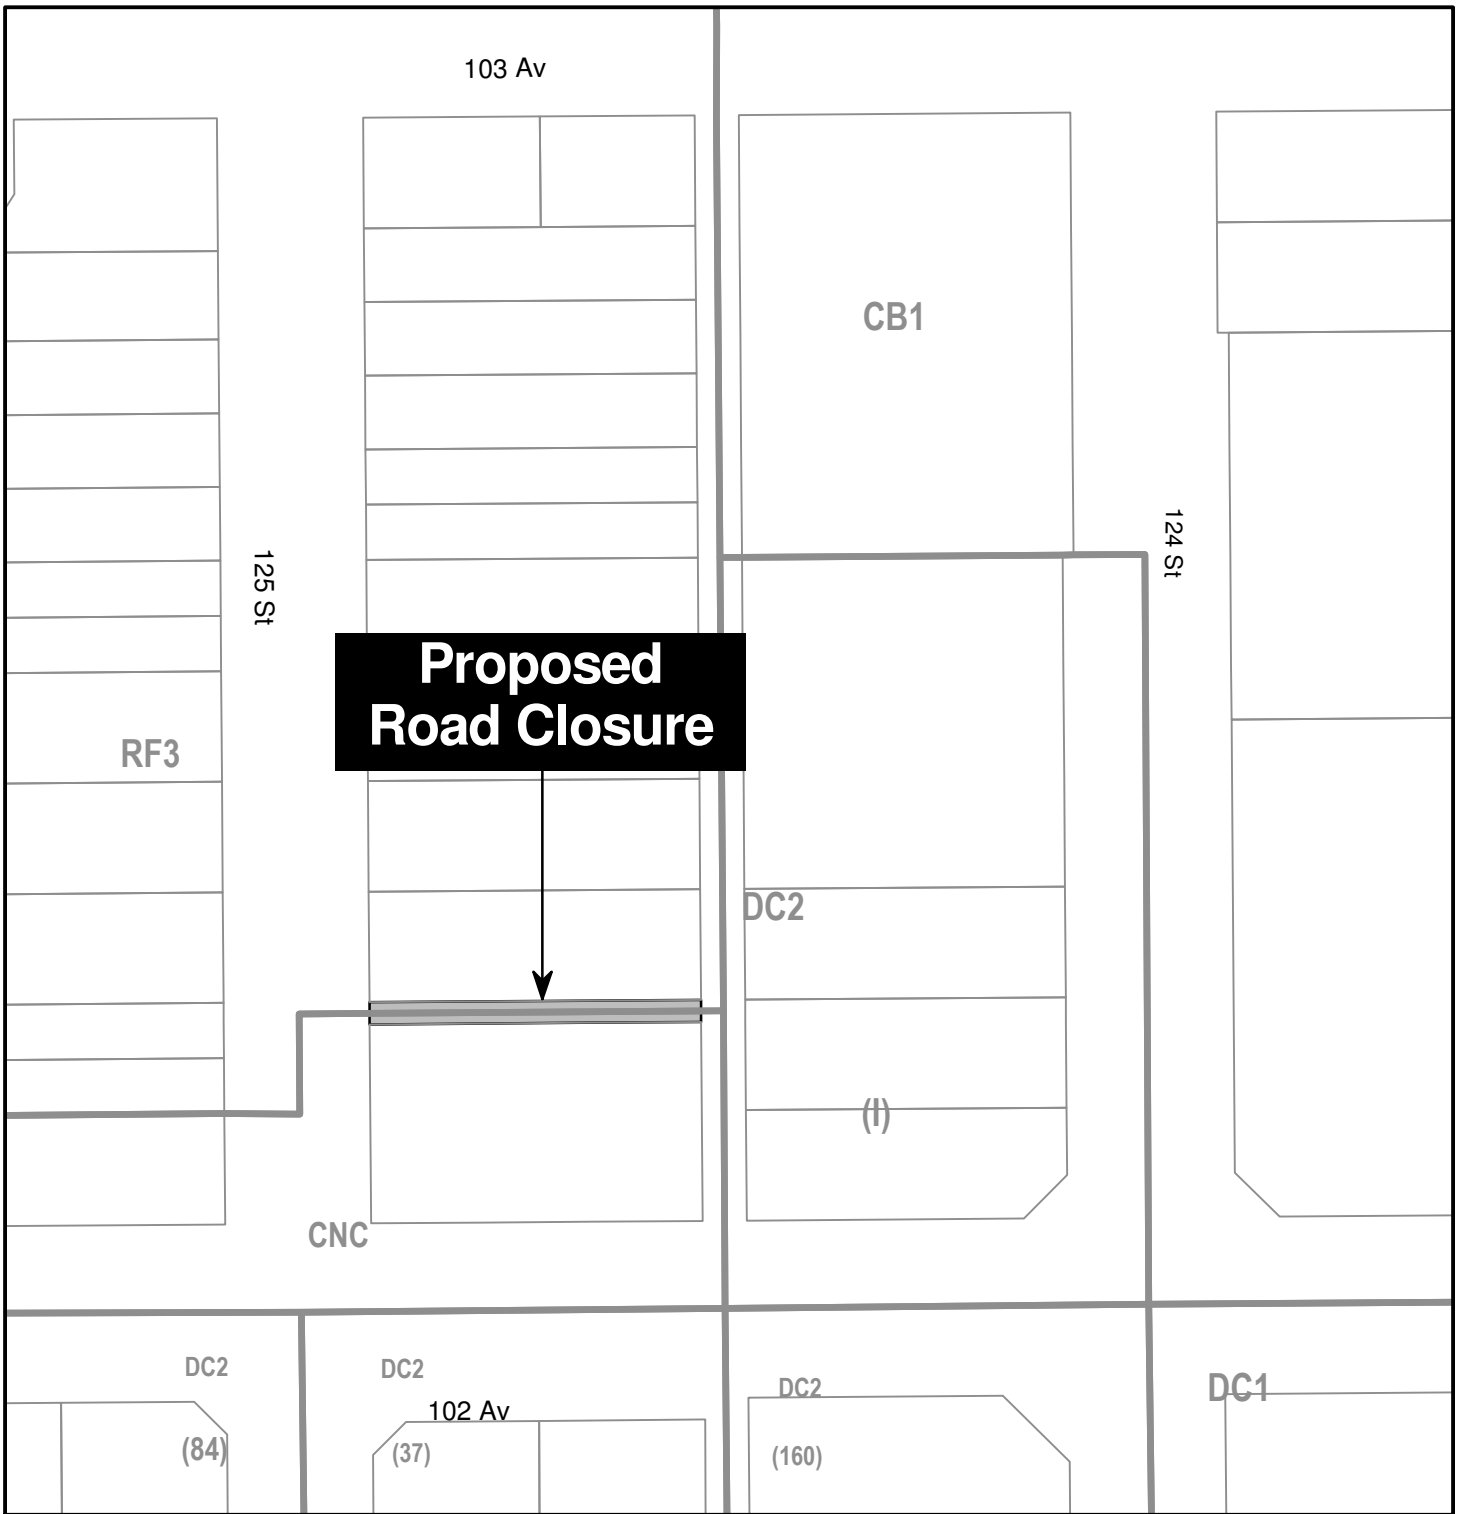 103 Av
CB1
124 St
125 St
Proposed
Road Closure
RF3
DC2
(I)
CNC
DC2
DC2
DC2
DC1
102 Av
(84)
(37)
(160)